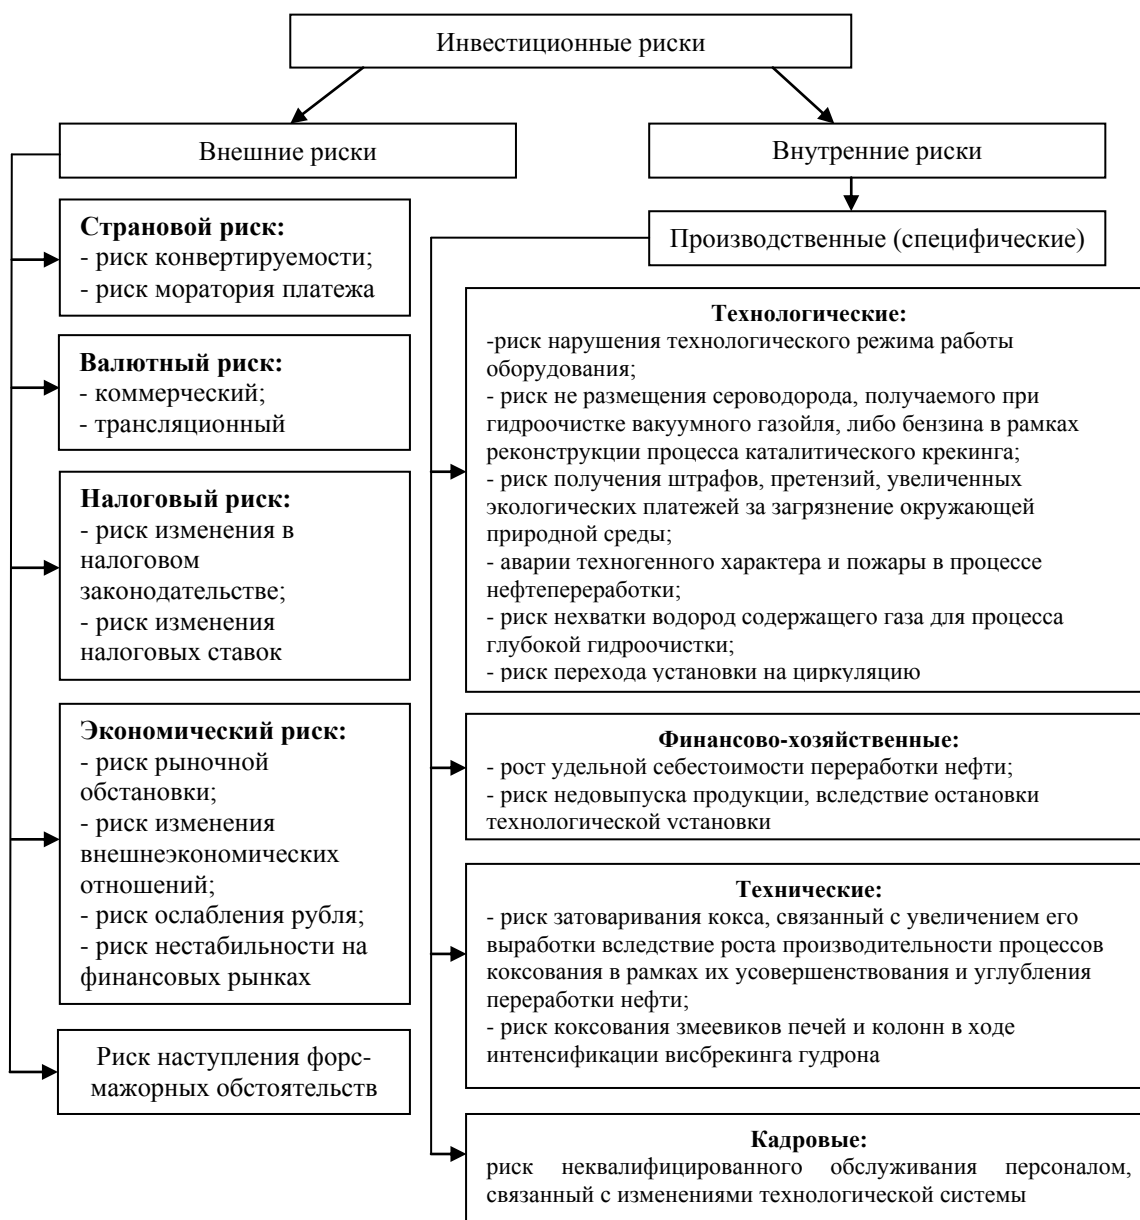 Инвестиционные риски
Внешние риски
Внутренние риски
Страновой риск:
- риск конвертируемости;
- риск моратория платежа
Валютный риск:
- коммерческий;
- трансляционный
Налоговый риск:
- риск изменения в
налоговом
законодательстве;
- риск изменения
налоговых ставок
Экономический риск:
- риск рыночной
обстановки;
- риск изменения
внешнеэкономических
отношений;
- риск ослабления рубля;
- риск нестабильности на
финансовых рынках
Риск наступления форс-
мажорных обстоятельств
Производственные (специфические)
Технологические:
-риск нарушения технологического режима работы
оборудования;
- риск не размещения сероводорода, получаемого при
гидроочистке вакуумного газойля, либо бензина в рамках
реконструкции процесса каталитического крекинга;
- риск получения штрафов, претензий, увеличенных
экологических платежей за загрязнение окружающей
природной среды;
- аварии техногенного характера и пожары в процессе
нефтепереработки;
- риск нехватки водород содержащего газа для процесса
глубокой гидроочистки;
- риск перехода установки на циркуляцию
Финансово-хозяйственные:
- рост удельной себестоимости переработки нефти;
- риск недовыпуска продукции, вследствие остановки
технологической установки
Технические:
- риск затоваривания кокса, связанный с увеличением его
выработки вследствие роста производительности процессов
коксования в рамках их усовершенствования и углубления
переработки нефти;
- риск коксования змеевиков печей и колонн в ходе
интенсификации висбрекинга гудрона
Кадровые:
риск неквалифицированного обслуживания персоналом,
связанный с изменениями технологической системы